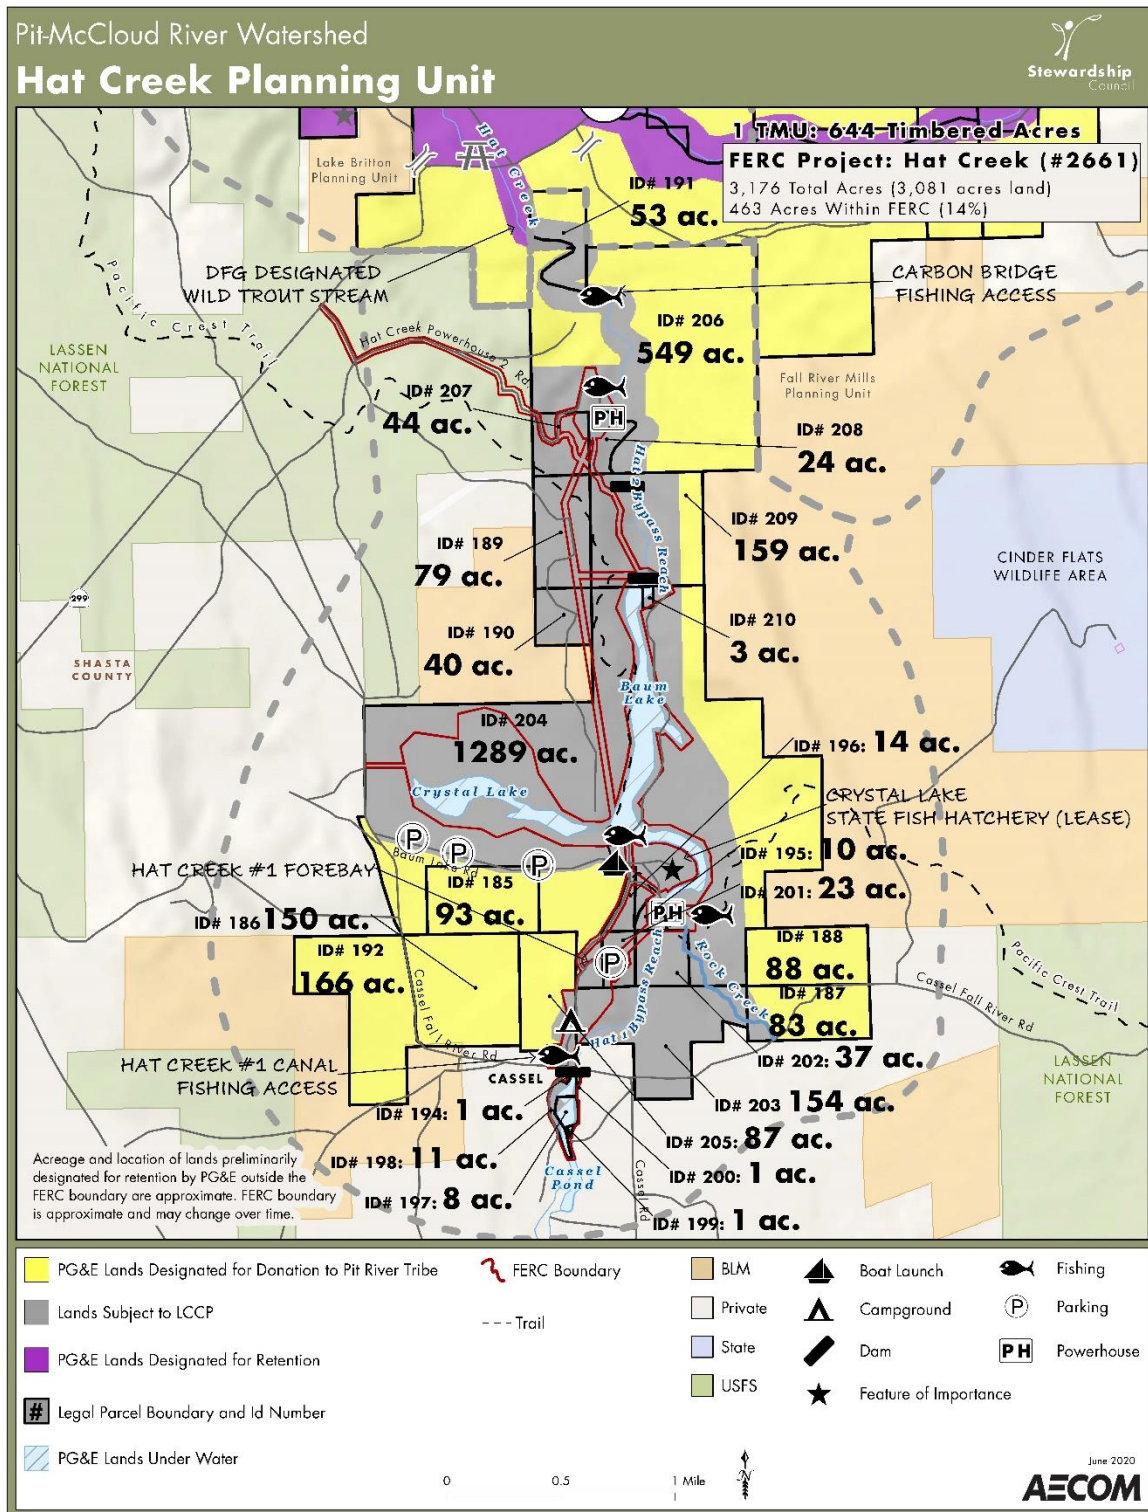 Pit-McCloud River Watershed
Hat Creek Planning Unit
Stewardship
Council
1 TMU: 644 Timbered Acres
FERC Project: Hat Creek (#2661)
3,176 Total Acres (3,081 acres land)
463 Acres Within FERC (14%)
Lake Britton
Planning Unit
Hat Creek
ID# 191
53 ac.
DFG DESIGNATED
WILD TROUT STREAM
CARBON BRIDGE
FISHING ACCESS
Pacific Crest Trail
Hat Creek Powerhouse 2 Rd
ID# 206
549 ac.
LASSEN
NATIONAL
FOREST
Fall River Mills
Planning Unit
ID# 207
44 ac.
PH
ID# 208
24 ac.
Hat 2 Bypass Reach
ID# 209
159 ac.
ID# 189
79 ac.
CINDER FLATS
WILDLIFE AREA
299
ID# 190
40 ac.
ID# 210
3 ac.
SHASTA
COUNTY
Baum
Lake
ID# 204
1289 ac.
ID# 196: 14 ac.
Crystal Lake
CRYSTAL LAKE
STATE FISH HATCHERY (LEASE)
P
P
P
Baum Lake Rd
ID# 195: 10 ac.
HAT CREEK #1 FOREBAY
ID# 185
93 ac.
ID# 201: 23 ac.
ID# 186 150 ac.
PH
ID# 192
166 ac.
ID# 188
88 ac.
P
Hat 1 Bypass Reach
Rock Creek
Pacific Crest Trail
Cassel Fall River Rd
ID# 187
83 ac.
Cassel Fall River Rd
ID# 202: 37 ac.
HAT CREEK #1 CANAL
FISHING ACCESS
CASSEL
LASSEN
NATIONAL
FOREST
ID# 194: 1 ac.
ID# 203 154 ac.
ID# 205: 87 ac.
ID# 198: 11 ac.
ID# 200: 1 ac.
Cassel
Pond
Cassel Rd
ID# 197: 8 ac.
ID# 199: 1 ac.
Acreage and location of lands preliminarily
designated for retention by PG&E outside the
FERC boundary are approximate. FERC boundary
is approximate and may change over time.
PG&E Lands Designated for Donation to Pit River Tribe
Lands Subject to LCCP
PG&E Lands Designated for Retention
# Legal Parcel Boundary and Id Number
PG&E Lands Under Water
FERC Boundary
Trail
BLM
Private
State
USFS
Boat Launch
Campground
Dam
Feature of Importance
Fishing
P Parking
PH Powerhouse
0 0.5 1 Mile
N
June 2020
AECOM